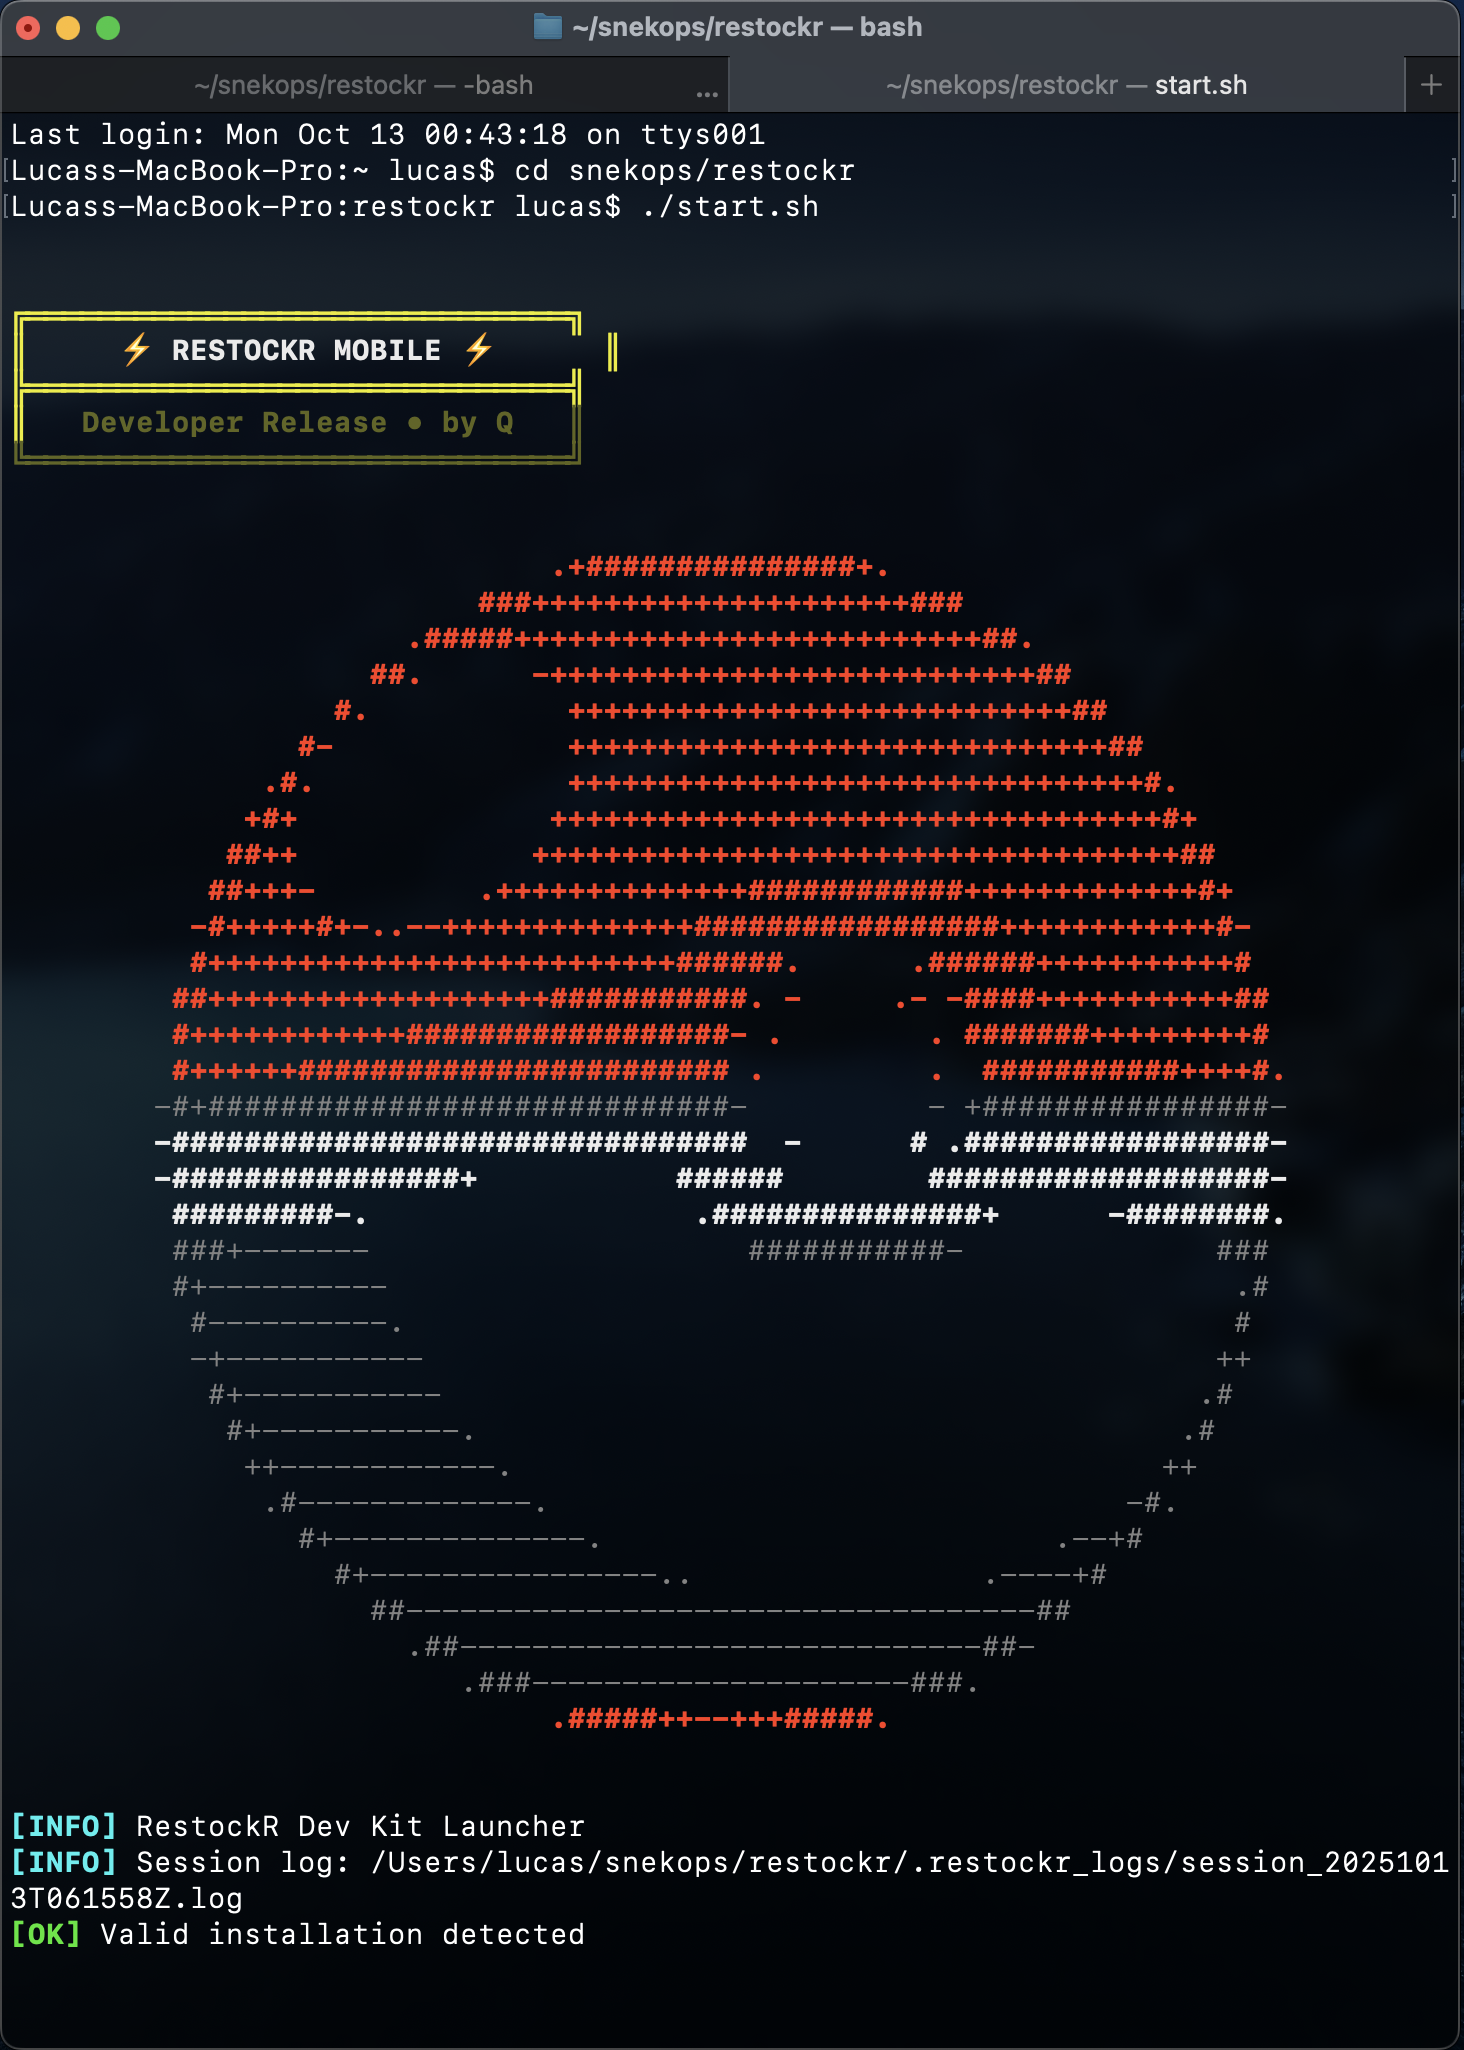 ~/snekops/restockr — bash
~/snekops/restockr — -bash ... ~/snekops/restockr — start.sh +
Last login: Mon Oct 13 00:43:18 on ttys001
[Lucass-MacBook-Pro:~ lucas$ cd snekops/restockr ]
[Lucass-MacBook-Pro:restockr lucas$ ./start.sh ]
⚡ RESTOCKR MOBILE ⚡
Developer Release • by Q
[INFO] RestockR Dev Kit Launcher
[INFO] Session log: /Users/lucas/snekops/restockr/.restockr_logs/session_2025101
3T061558Z.log
[OK] Valid installation detected